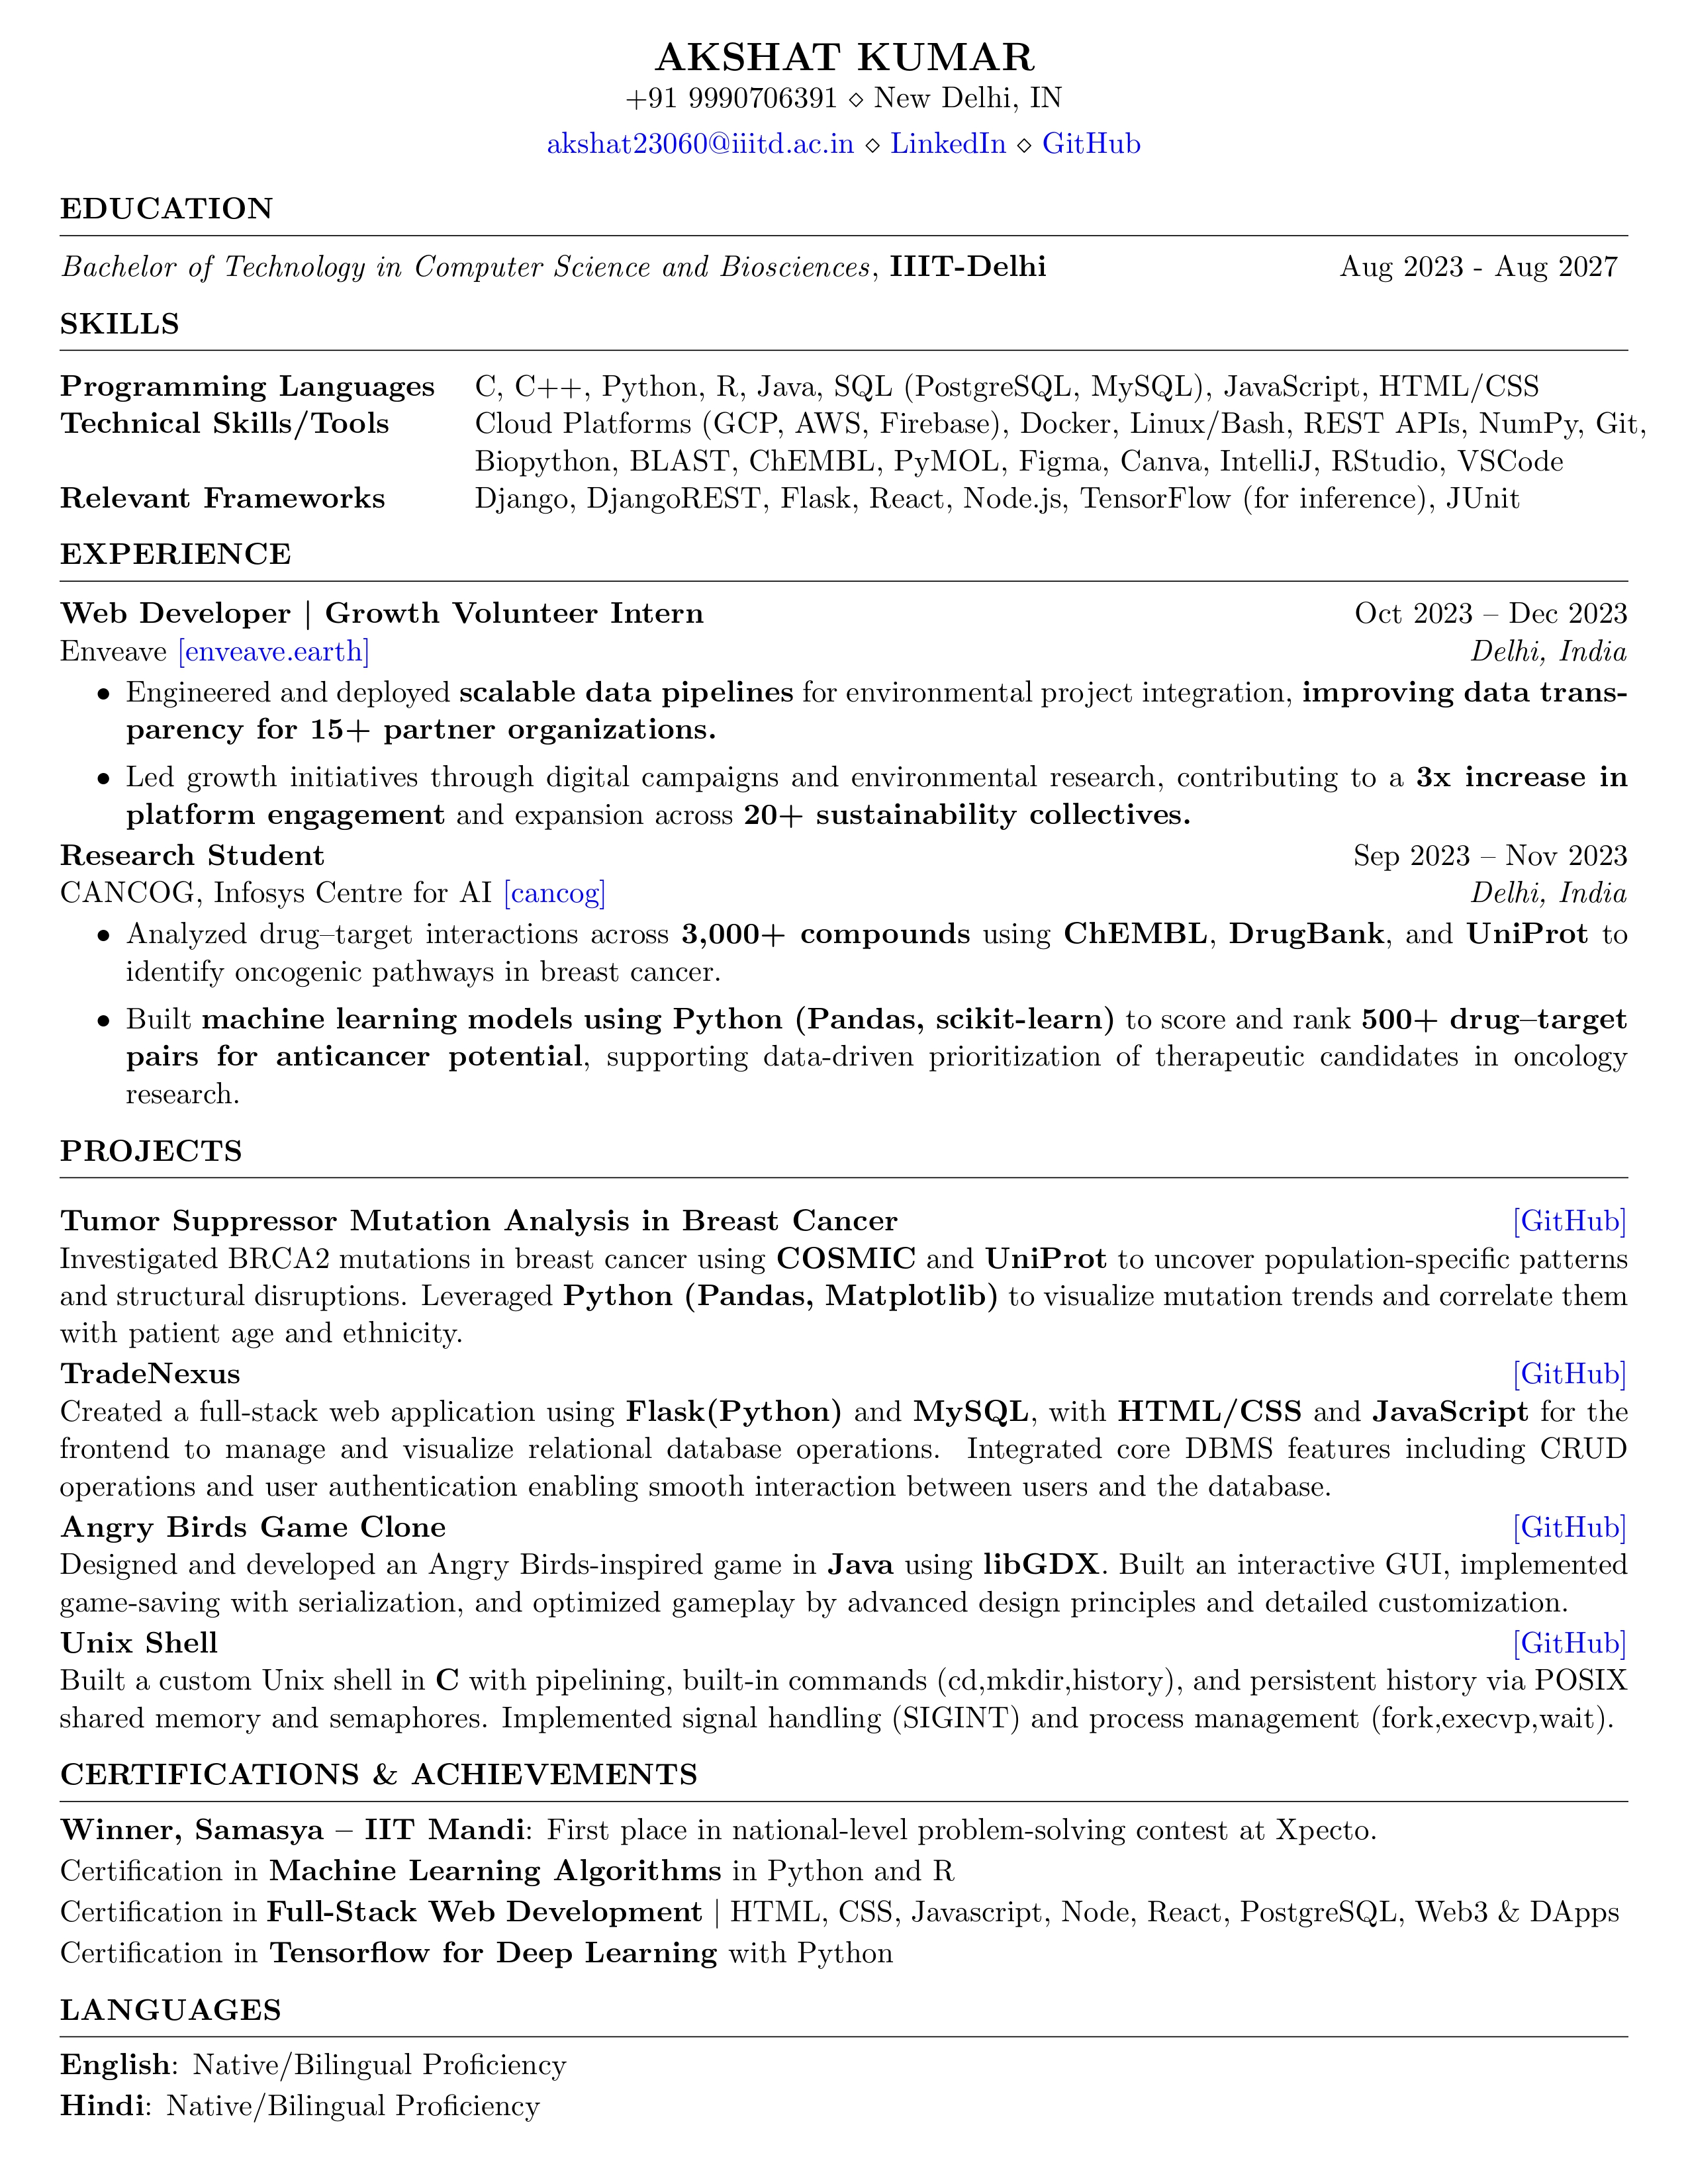 AKSHAT KUMAR
+91 9990706391 ⋄ New Delhi, IN
akshat23060@iiitd.ac.in ⋄ LinkedIn ⋄ GitHub
EDUCATION
Bachelor of Technology in Computer Science and Biosciences, IIIT-Delhi Aug 2023 - Aug 2027
SKILLS
Programming Languages C, C++, Python, R, Java, SQL (PostgreSQL, MySQL), JavaScript, HTML/CSS
Technical Skills/Tools Cloud Platforms (GCP, AWS, Firebase), Docker, Linux/Bash, REST APIs, NumPy, Git,
Biopython, BLAST, ChEMBL, PyMOL, Figma, Canva, IntelliJ, RStudio, VSCode
Relevant Frameworks Django, DjangoREST, Flask, React, Node.js, TensorFlow (for inference), JUnit
EXPERIENCE
Web Developer | Growth Volunteer Intern Oct 2023 – Dec 2023
Enveave [enveave.earth] Delhi, India
• Engineered and deployed scalable data pipelines for environmental project integration, improving data trans-
parency for 15+ partner organizations.
• Led growth initiatives through digital campaigns and environmental research, contributing to a 3x increase in
platform engagement and expansion across 20+ sustainability collectives.
Research Student Sep 2023 – Nov 2023
CANCOG, Infosys Centre for AI [cancog] Delhi, India
• Analyzed drug–target interactions across 3,000+ compounds using ChEMBL, DrugBank, and UniProt to
identify oncogenic pathways in breast cancer.
• Built machine learning models using Python (Pandas, scikit-learn) to score and rank 500+ drug–target
pairs for anticancer potential, supporting data-driven prioritization of therapeutic candidates in oncology
research.
PROJECTS
Tumor Suppressor Mutation Analysis in Breast Cancer [GitHub]
Investigated BRCA2 mutations in breast cancer using COSMIC and UniProt to uncover population-specific patterns
and structural disruptions. Leveraged Python (Pandas, Matplotlib) to visualize mutation trends and correlate them
with patient age and ethnicity.
TradeNexus [GitHub]
Created a full-stack web application using Flask(Python) and MySQL, with HTML/CSS and JavaScript for the
frontend to manage and visualize relational database operations. Integrated core DBMS features including CRUD
operations and user authentication enabling smooth interaction between users and the database.
Angry Birds Game Clone [GitHub]
Designed and developed an Angry Birds-inspired game in Java using libGDX. Built an interactive GUI, implemented
game-saving with serialization, and optimized gameplay by advanced design principles and detailed customization.
Unix Shell [GitHub]
Built a custom Unix shell in C with pipelining, built-in commands (cd,mkdir,history), and persistent history via POSIX
shared memory and semaphores. Implemented signal handling (SIGINT) and process management (fork,execvp,wait).
CERTIFICATIONS & ACHIEVEMENTS
Winner, Samasya – IIT Mandi: First place in national-level problem-solving contest at Xpecto.
Certification in Machine Learning Algorithms in Python and R
Certification in Full-Stack Web Development | HTML, CSS, Javascript, Node, React, PostgreSQL, Web3 & DApps
Certification in Tensorflow for Deep Learning with Python
LANGUAGES
English: Native/Bilingual Proficiency
Hindi: Native/Bilingual Proficiency